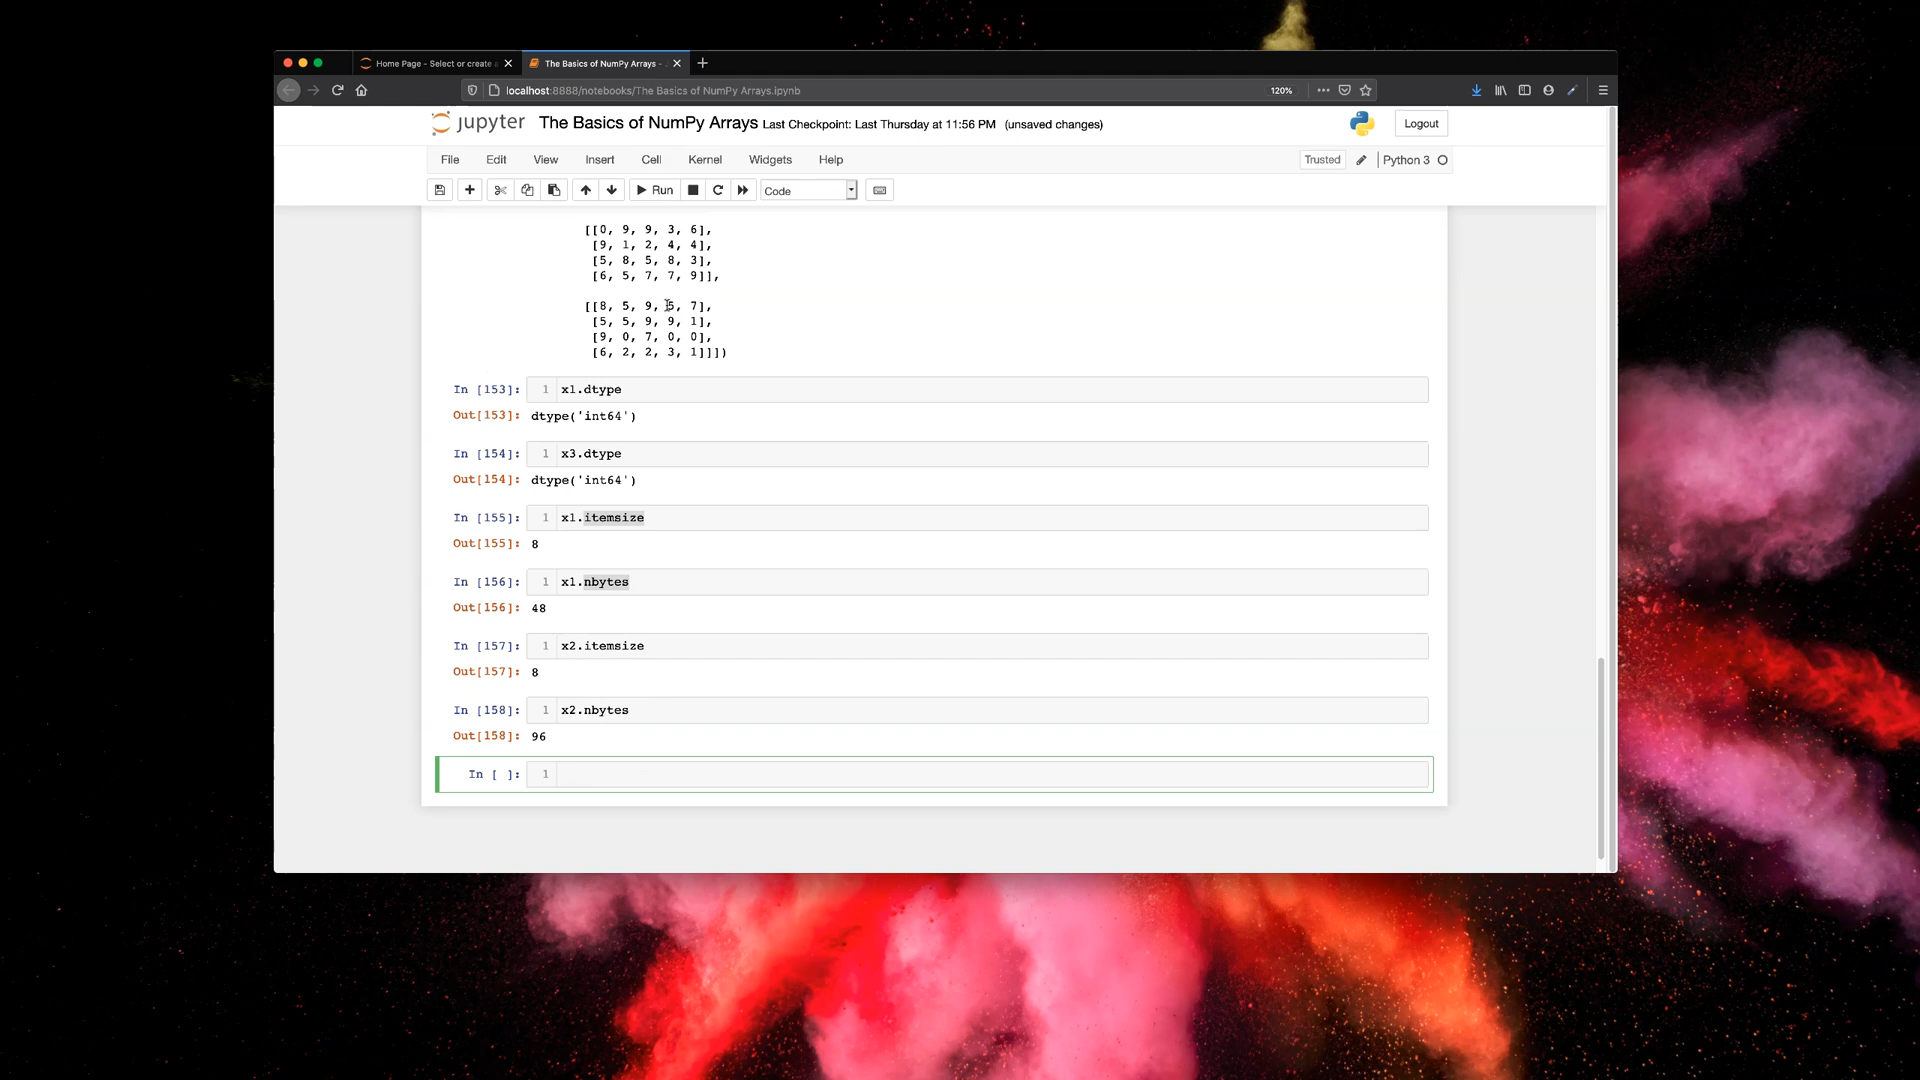 Home Page - Select or create a
The Basics of NumPy Arrays -
localhost:8888/notebooks/The Basics of NumPy Arrays.ipynb
120%
jupyter
The Basics of NumPy Arrays Last Checkpoint: Last Thursday at 11:56 PM (unsaved changes)
Logout
File Edit View Insert Cell Kernel Widgets Help
Trusted
Python 3
Run
Code
[[0, 9, 9, 3, 6],
[9, 1, 2, 4, 4],
[5, 8, 5, 8, 3],
[6, 5, 7, 7, 9]],
[[8, 5, 9, 5, 7],
[5, 5, 9, 9, 1],
[9, 0, 7, 0, 0],
[6, 2, 2, 3, 1]]])
In [153]: 1 x1.dtype
Out[153]: dtype('int64')
In [154]: 1 x3.dtype
Out[154]: dtype('int64')
In [155]: 1 x1.itemsize
Out[155]: 8
In [156]: 1 x1.nbytes
Out[156]: 48
In [157]: 1 x2.itemsize
Out[157]: 8
In [158]: 1 x2.nbytes
Out[158]: 96
In [ ]: 1